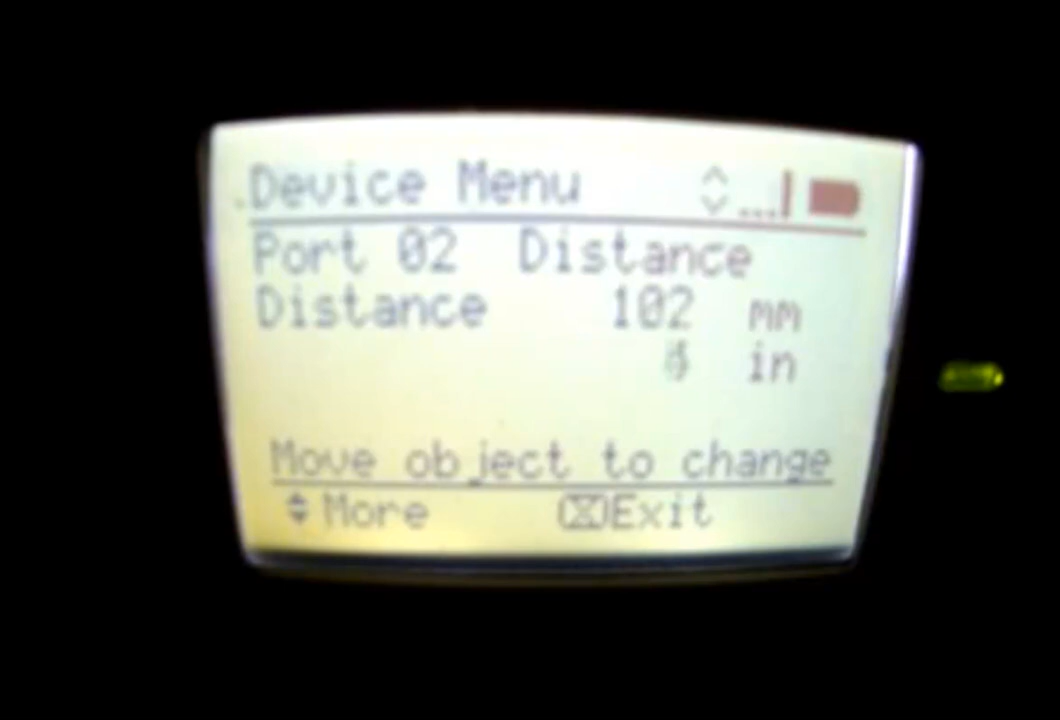 Device Menu
Port 02 Distance
Distance 102 mm
in
Move object to change
More Exit